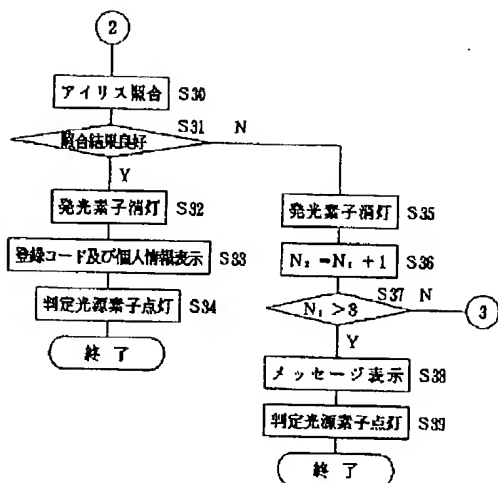 2
アイリス照合 S30
S31
照合結果良好
N
Y
発光素子消灯 S32
登録コード及び個人情報表示 S33
判定光源素子点灯 S34
終了
発光素子消灯 S35
N₂ = N₁ + 1 S36
S37
N₁ > 3
N
3
Y
メッセージ表示 S38
判定光源素子点灯 S39
終了